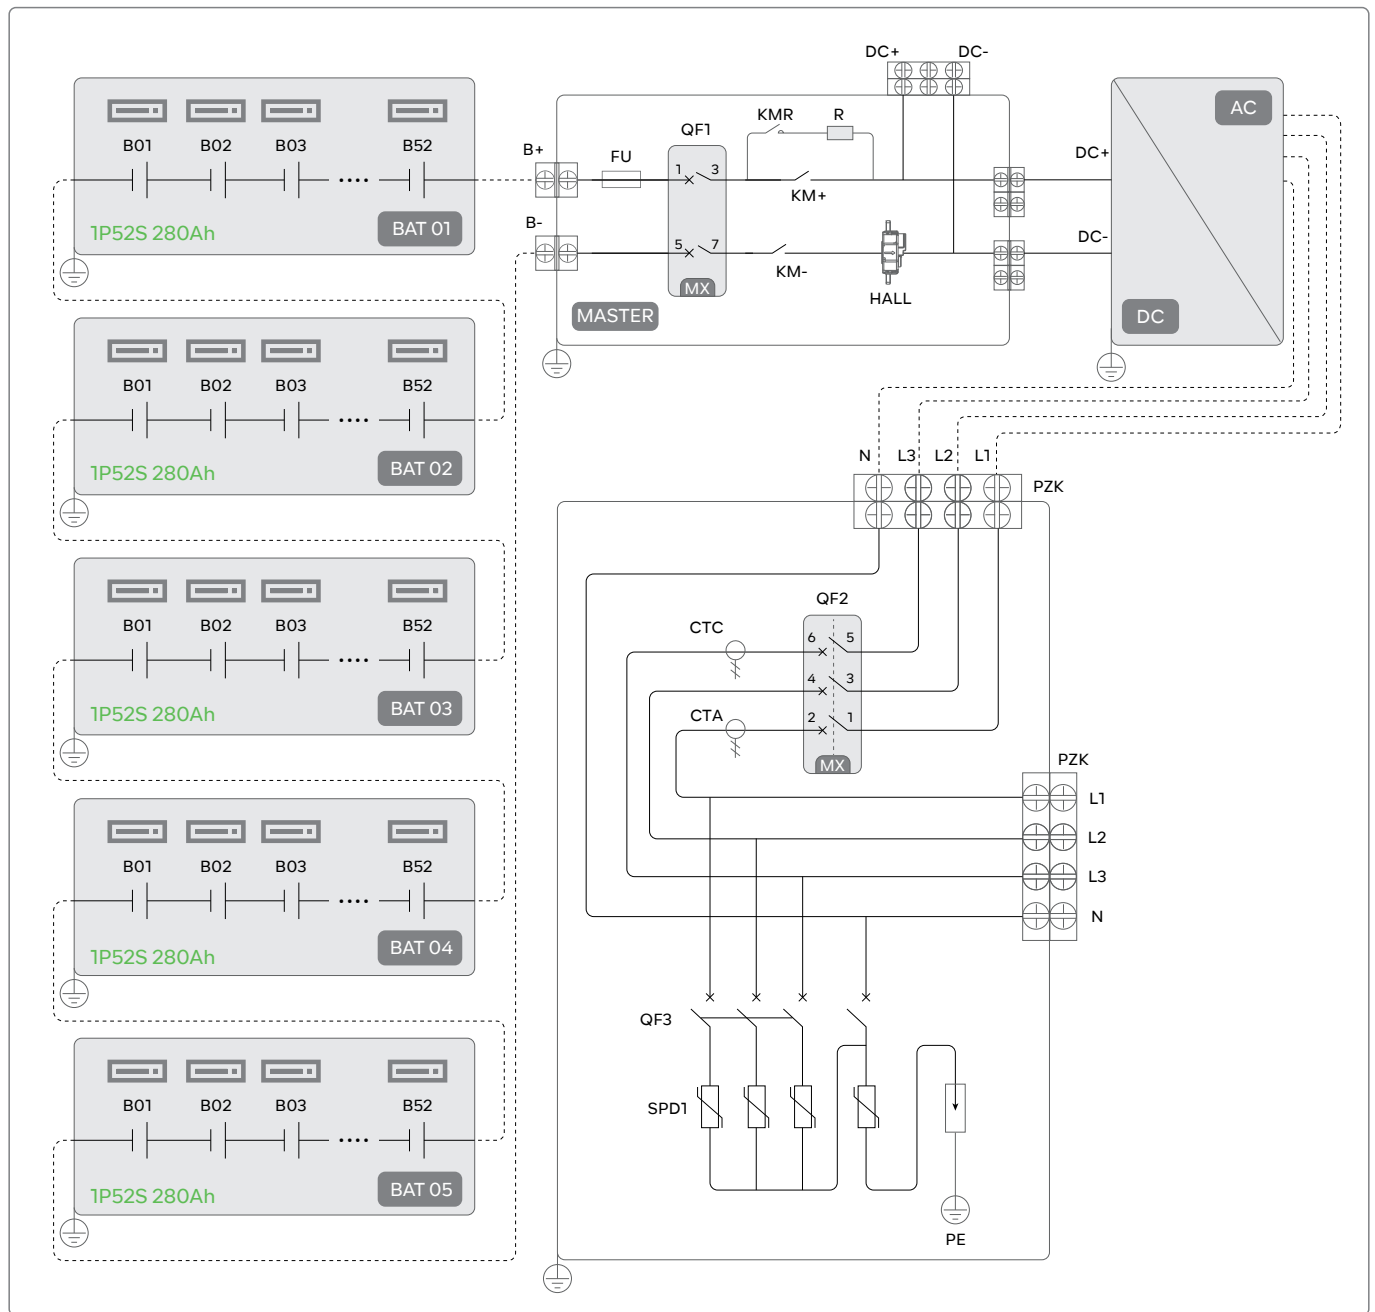 B01 B02 B03 B52
1P52S 280Ah
BAT 01
B01 B02 B03 B52
1P52S 280Ah
BAT 02
B01 B02 B03 B52
1P52S 280Ah
BAT 03
B01 B02 B03 B52
1P52S 280Ah
BAT 04
B01 B02 B03 B52
1P52S 280Ah
BAT 05
DC+ DC-
B+
FU
QF1
KMR R
1 3
KM+
B-
5 7
KM-
MX
HALL
MASTER
DC+
DC-
AC
DC
N L3 L2 L1
PZK
QF2
CTC
6 5
4 3
CTA
2 1
MX
PZK
L1
L2
L3
N
QF3
SPD1
PE